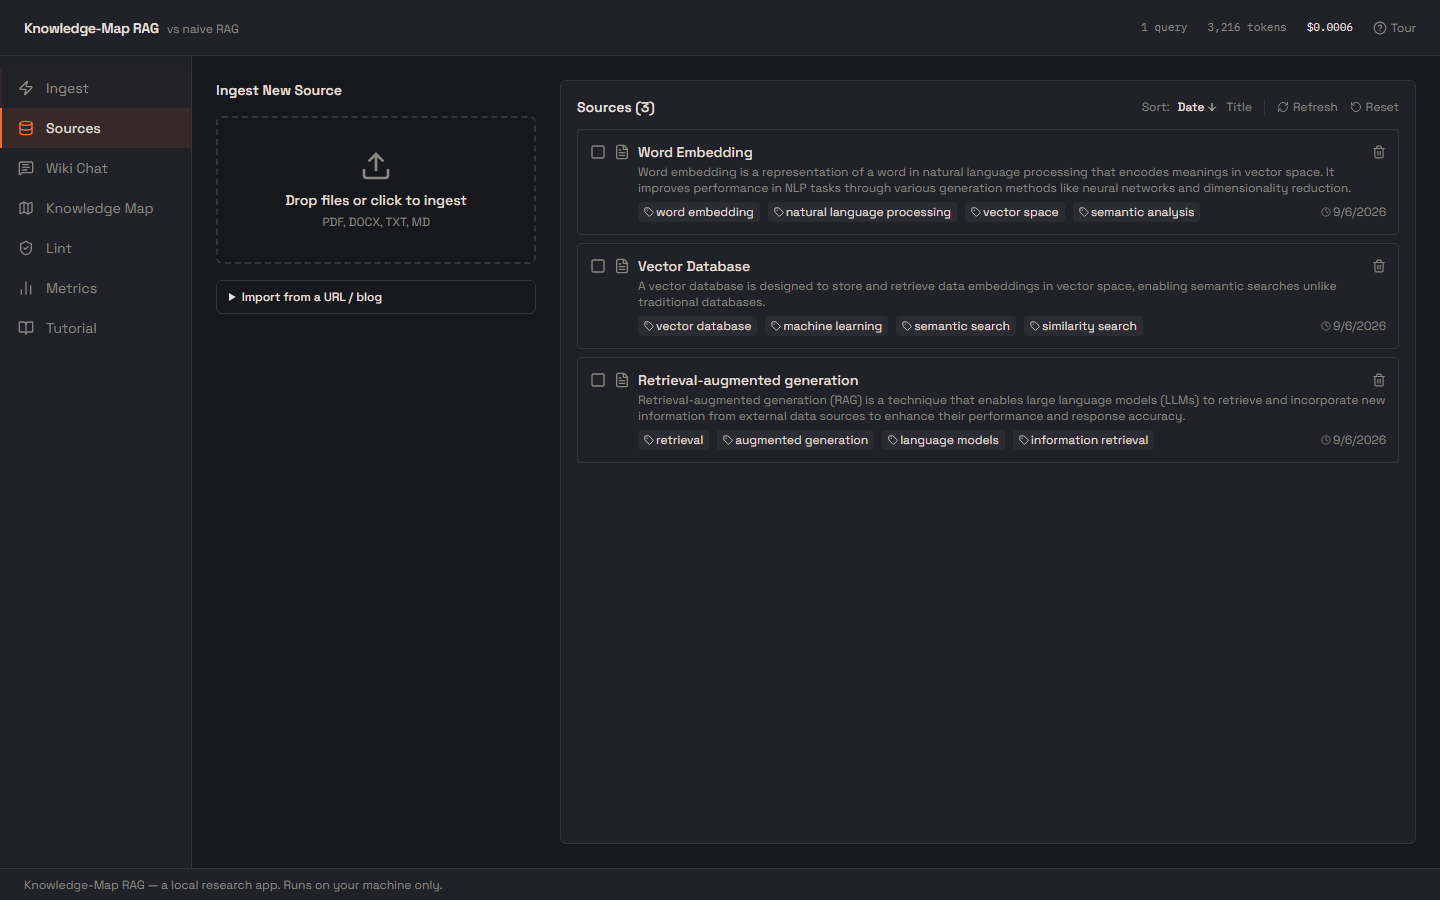 Knowledge-Map RAG vs naive RAG
1 query 3,216 tokens $0.0006 Tour
Ingest
Sources
Wiki Chat
Knowledge Map
Lint
Metrics
Tutorial
Ingest New Source
Drop files or click to ingest
PDF, DOCX, TXT, MD
Import from a URL / blog
Sources (3)
Sort: Date ↓ Title Refresh Reset
Word Embedding
Word embedding is a representation of a word in natural language processing that encodes meanings in vector space. It
improves performance in NLP tasks through various generation methods like neural networks and dimensionality reduction.
word embedding natural language processing vector space semantic analysis 9/6/2026
Vector Database
A vector database is designed to store and retrieve data embeddings in vector space, enabling semantic searches unlike
traditional databases.
vector database machine learning semantic search similarity search 9/6/2026
Retrieval-augmented generation
Retrieval-augmented generation (RAG) is a technique that enables large language models (LLMs) to retrieve and incorporate new
information from external data sources to enhance their performance and response accuracy.
retrieval augmented generation language models information retrieval 9/6/2026
Knowledge-Map RAG — a local research app. Runs on your machine only.